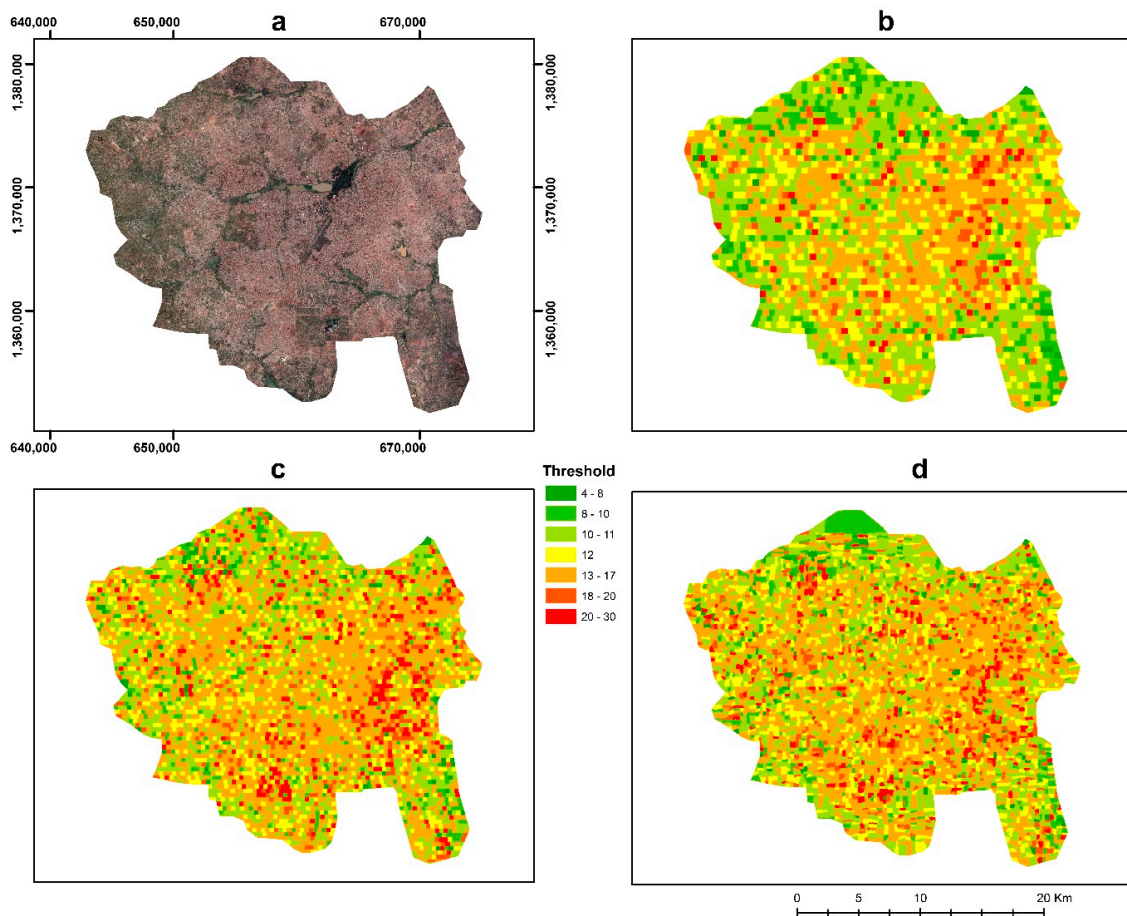 640,000 650,000 a 670,000 b
1,380,000 1,380,000
1,370,000 1,370,000
1,360,000 1,360,000
640,000 650,000 670,000
c d
Threshold
4 - 8
8 - 10
10 - 11
12
13 - 17
18 - 20
20 - 30
0 5 10 20 Km